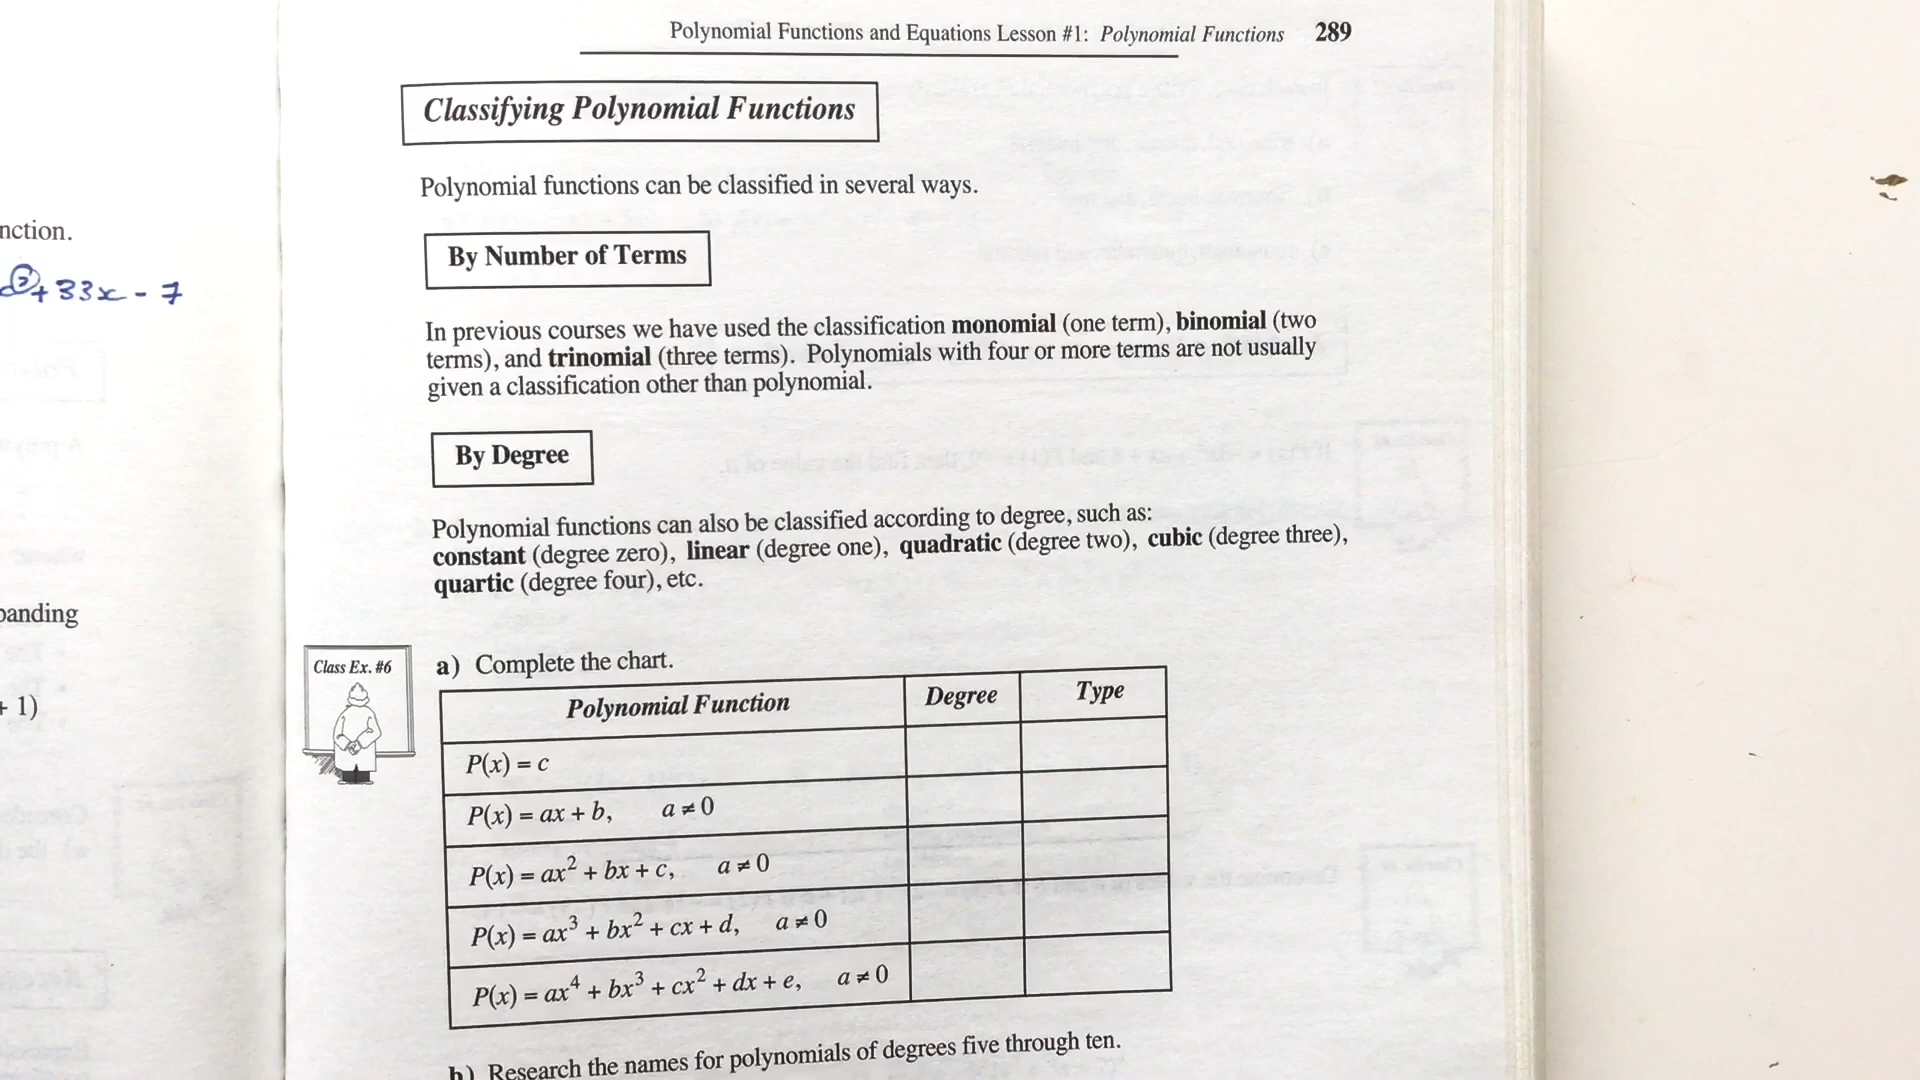 Polynomial Functions and Equations Lesson #1: Polynomial Functions 289
Classifying Polynomial Functions
Polynomial functions can be classified in several ways.
nction.
+ 33x - 7
By Number of Terms
In previous courses we have used the classification monomial (one term), binomial (two
terms), and trinomial (three terms). Polynomials with four or more terms are not usually
given a classification other than polynomial.
By Degree
Polynomial functions can also be classified according to degree, such as:
constant (degree zero), linear (degree one), quadratic (degree two), cubic (degree three),
quartic (degree four), etc.
panding
+ 1)
Class Ex. #6
a) Complete the chart.
Polynomial Function Degree Type
P(x) = c
P(x) = ax + b, a ≠ 0
P(x) = ax² + bx + c, a ≠ 0
P(x) = ax³ + bx² + cx + d, a ≠ 0
P(x) = ax⁴ + bx³ + cx² + dx + e, a ≠ 0
b) Research the names for polynomials of degrees five through ten.